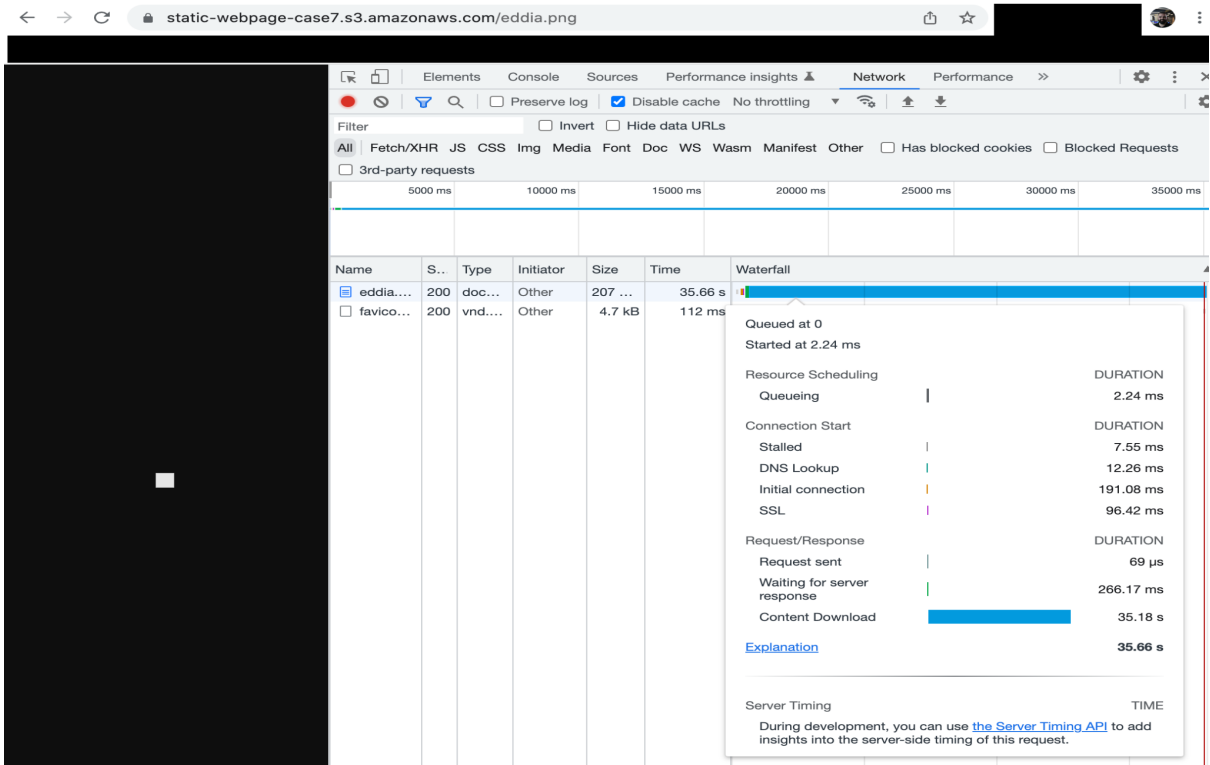 static-webpage-case7.s3.amazonaws.com/eddia.png
Elements Console Sources Performance insights Network Performance »
Preserve log Disable cache No throttling
Filter Invert Hide data URLs
All Fetch/XHR JS CSS Img Media Font Doc WS Wasm Manifest Other Has blocked cookies Blocked Requests
3rd-party requests
5000 ms 10000 ms 15000 ms 20000 ms 25000 ms 30000 ms 35000 ms
Name S... Type Initiator Size Time Waterfall
eddia.... 200 doc... Other 207 ... 35.66 s
favico... 200 vnd.... Other 4.7 kB 112 ms
Queued at 0
Started at 2.24 ms
Resource Scheduling DURATION
Queueing 2.24 ms
Connection Start DURATION
Stalled 7.55 ms
DNS Lookup 12.26 ms
Initial connection 191.08 ms
SSL 96.42 ms
Request/Response DURATION
Request sent 69 μs
Waiting for server
response 266.17 ms
Content Download 35.18 s
Explanation 35.66 s
Server Timing TIME
During development, you can use the Server Timing API to add
insights into the server-side timing of this request.